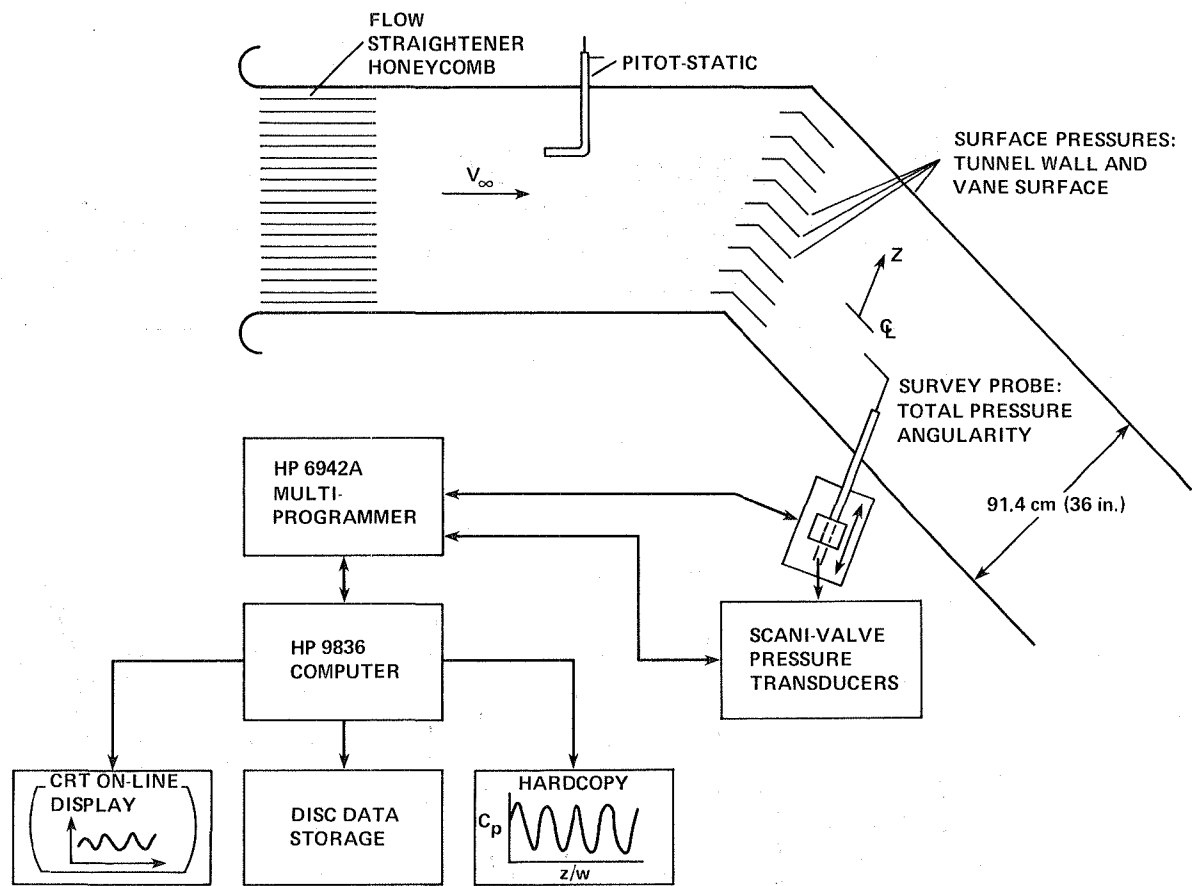 FLOW
STRAIGHTENER
HONEYCOMB
PITOT-STATIC
SURFACE PRESSURES:
TUNNEL WALL AND
VANE SURFACE
V∞
Z
℄
SURVEY PROBE:
TOTAL PRESSURE
ANGULARITY
91.4 cm (36 in.)
HP 6942A
MULTI-
PROGRAMMER
HP 9836
COMPUTER
SCANI-VALVE
PRESSURE
TRANSDUCERS
CRT ON-LINE
DISPLAY
DISC DATA
STORAGE
HARDCOPY
Cp
z/w